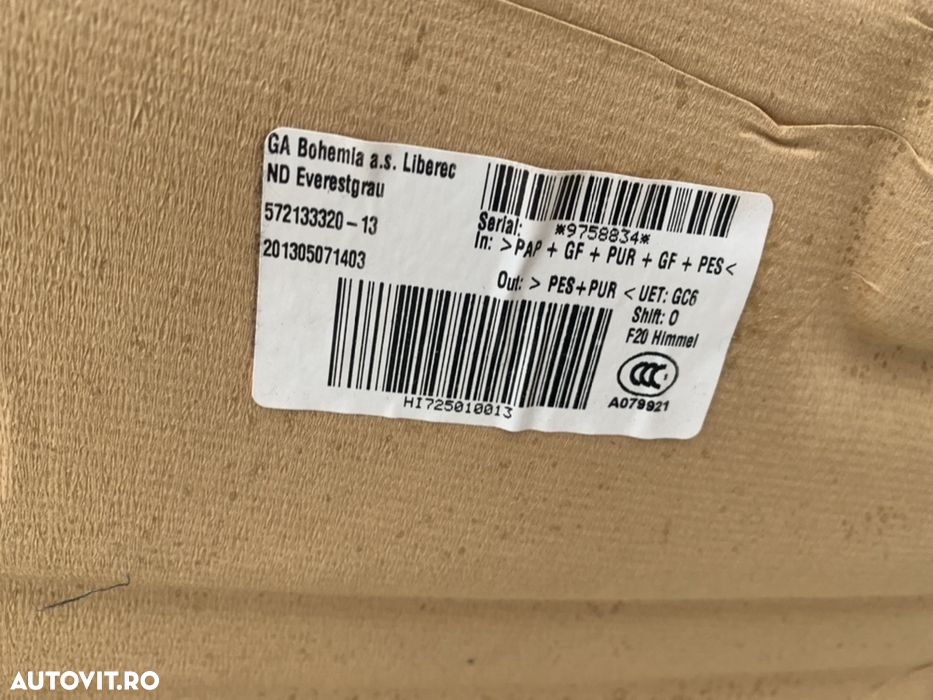 GA Bohemia a.s. Liberec
ND Everestgrau
572133320-13
201305071403
Serial: *9758834*
In: >PAP + GF + PUR + GF + PES<
Out: > PES+PUR < UET: GC6
Shift: 0
F20 Himmel
CCC S
A079921
HI725010013
AUTOVIT.RO